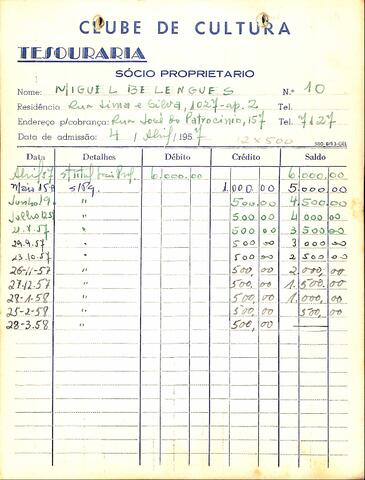 CLUBE DE CULTURA
TESOURARIA
SÓCIO PROPRIETARIO
Nome: MIGUEL BELENGUES N.º 10
Residência Rua Lima e Silva, 1027-ap. 2 Tel.
Endereço p/cobrança: Rua José do Patrocinio, 157 Tel. 7127
Data de admissão: 4 / Abril / 1957 12 x 500
Data Detalhes Débito Crédito Saldo
Abril 57 6.000,00 6.000,00
Maio 15 1.000,00 5.000,00
Junho 19 " 500,00 4.500,00
Julho 25 " 500,00 4 000,00
21.8.57 " 500,00 3 500,00
29.9.57 " 500,00 3 000,00
23.10.57 " 500,00 2 500,00
26-11-57 " 500,00 2.000,00
27-12-57 " 500,00 1.500,00
28-1-58 " 500,00 1.000,00
25-2-58 " 500,00 500,00
28-3.58 " 500,00